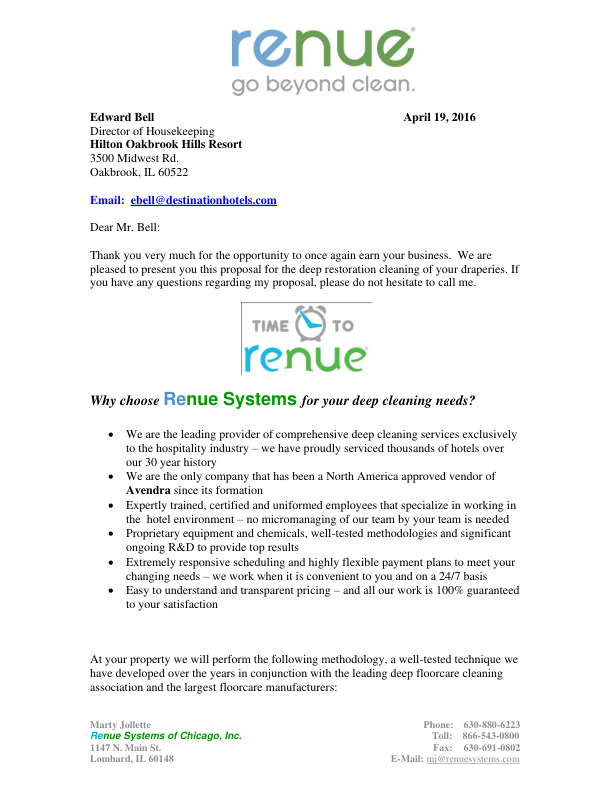 renue®
go beyond clean.
Edward Bell April 19, 2016
Director of Housekeeping
Hilton Oakbrook Hills Resort
3500 Midwest Rd.
Oakbrook, IL 60522
Email: ebell@destinationhotels.com
Dear Mr. Bell:
Thank you very much for the opportunity to once again earn your business. We are
pleased to present you this proposal for the deep restoration cleaning of your draperies. If
you have any questions regarding my proposal, please do not hesitate to call me.
TIME TO
renue
Why choose Renue Systems for your deep cleaning needs?
• We are the leading provider of comprehensive deep cleaning services exclusively
to the hospitality industry – we have proudly serviced thousands of hotels over
our 30 year history
• We are the only company that has been a North America approved vendor of
Avendra since its formation
• Expertly trained, certified and uniformed employees that specialize in working in
the hotel environment – no micromanaging of our team by your team is needed
• Proprietary equipment and chemicals, well-tested methodologies and significant
ongoing R&D to provide top results
• Extremely responsive scheduling and highly flexible payment plans to meet your
changing needs – we work when it is convenient to you and on a 24/7 basis
• Easy to understand and transparent pricing – and all our work is 100% guaranteed
to your satisfaction
At your property we will perform the following methodology, a well-tested technique we
have developed over the years in conjunction with the leading deep floorcare cleaning
association and the largest floorcare manufacturers:
Marty Jollette Phone: 630-880-6223
Renue Systems of Chicago, Inc. Toll: 866-543-0800
1147 N. Main St. Fax: 630-691-0802
Lombard, IL 60148 E-Mail: mj@renuesystems.com